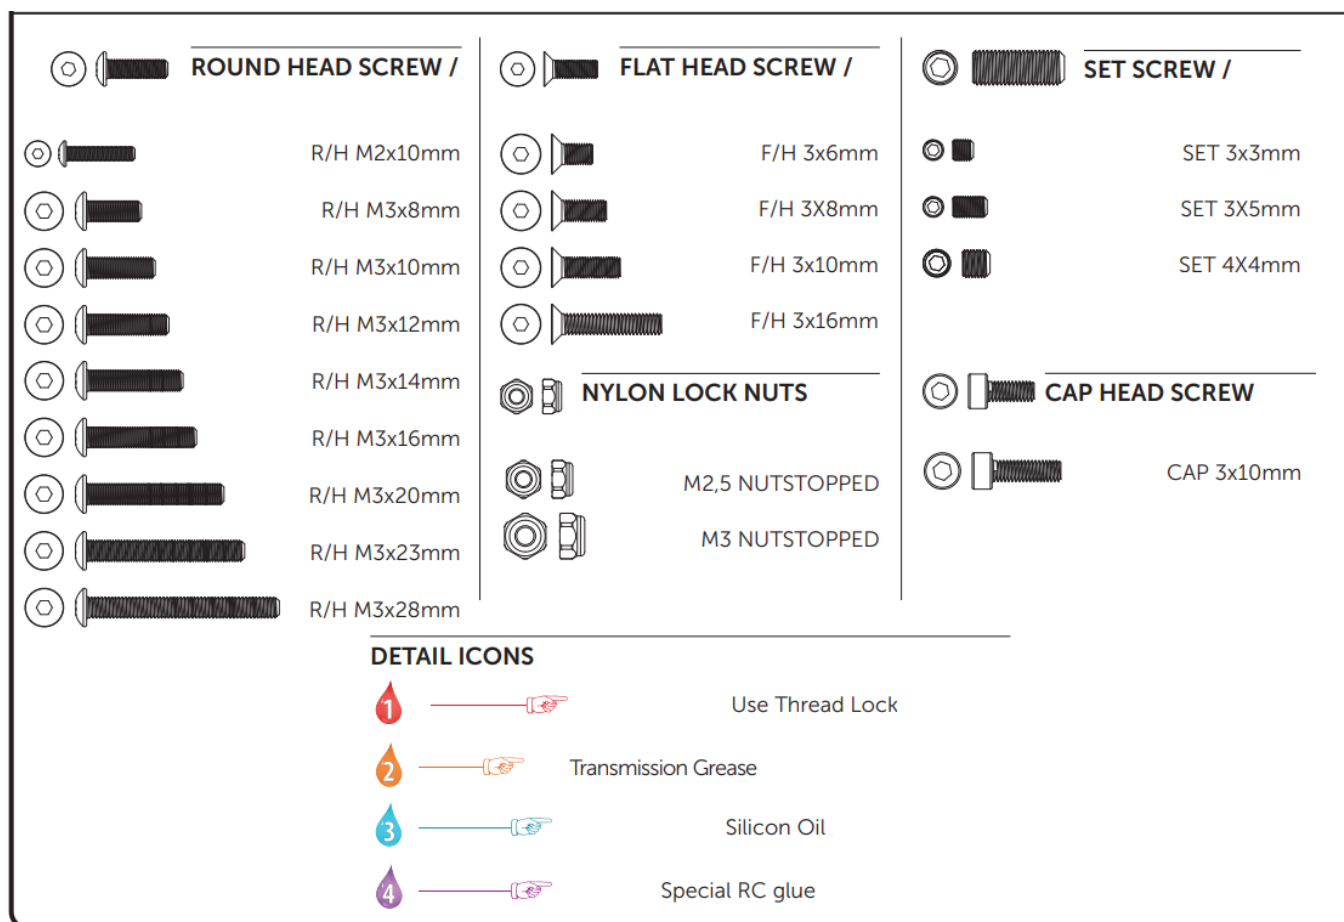 ROUND HEAD SCREW /
R/H M2x10mm
R/H M3x8mm
R/H M3x10mm
R/H M3x12mm
R/H M3x14mm
R/H M3x16mm
R/H M3x20mm
R/H M3x23mm
R/H M3x28mm
FLAT HEAD SCREW /
F/H 3x6mm
F/H 3X8mm
F/H 3x10mm
F/H 3x16mm
NYLON LOCK NUTS
M2,5 NUTSTOPPED
M3 NUTSTOPPED
SET SCREW /
SET 3x3mm
SET 3X5mm
SET 4X4mm
CAP HEAD SCREW
CAP 3x10mm
DETAIL ICONS
1 Use Thread Lock
2 Transmission Grease
3 Silicon Oil
4 Special RC glue